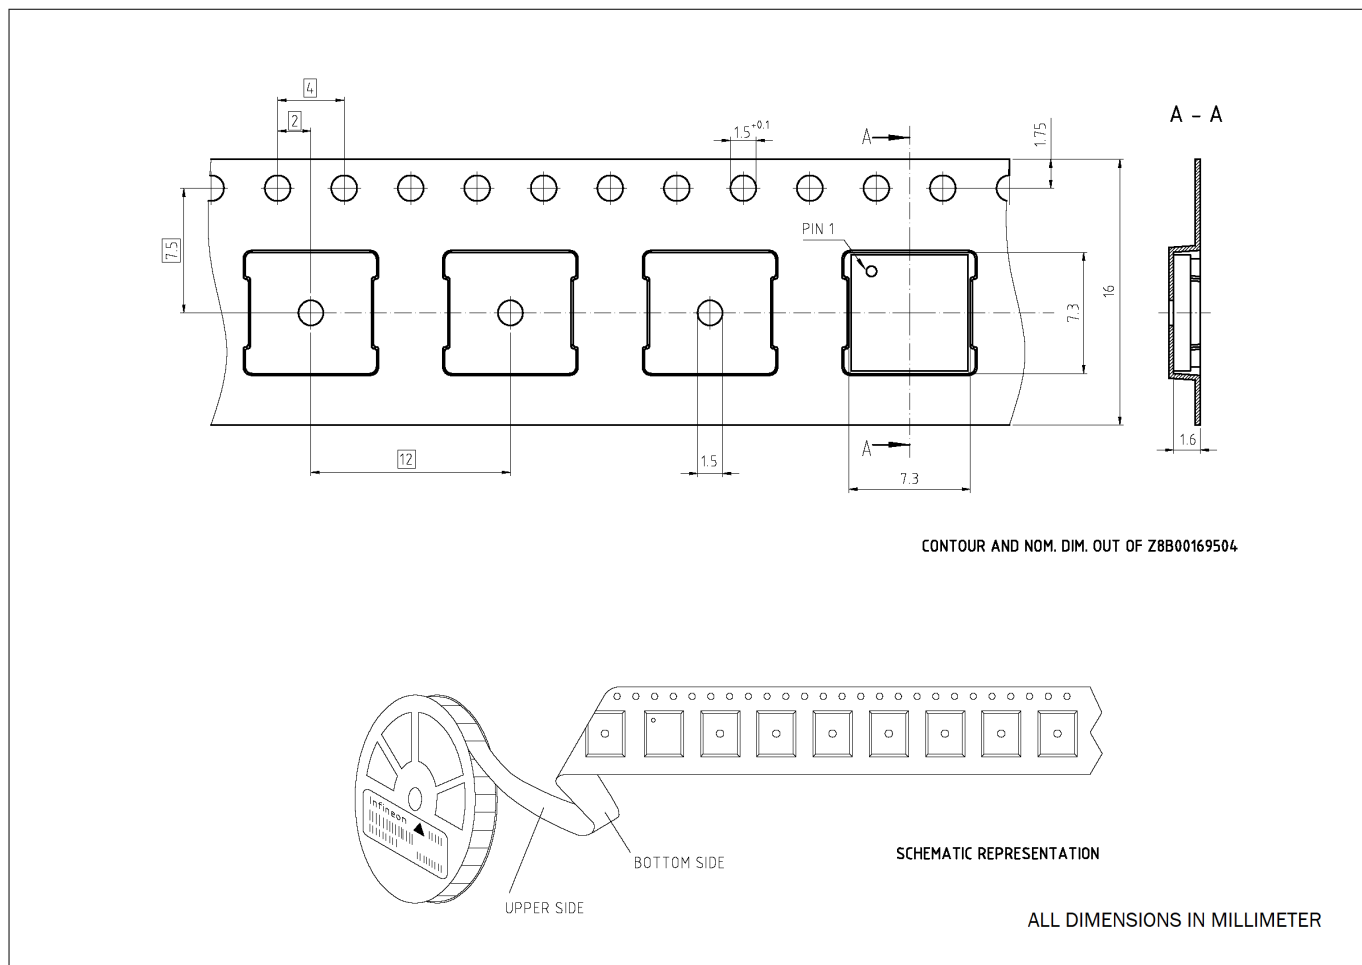 4
2
1.5+0.1
A
A – A
1.75
PIN 1
7.5
7.3
16
A
12
1.5
7.3
1.6
CONTOUR AND NOM. DIM. OUT OF Z8B00169504
Infineon
BOTTOM SIDE
SCHEMATIC REPRESENTATION
UPPER SIDE
ALL DIMENSIONS IN MILLIMETER